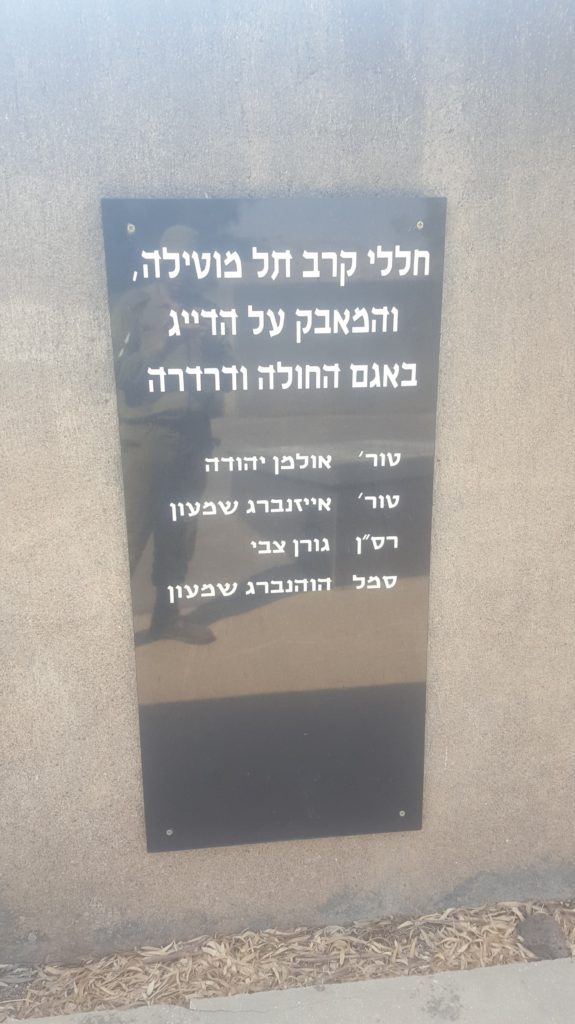 חללי קרב תל מוטילה,
והמאבק על הדייג
באגם החולה ודרדרה
טור׳ אולמן יהודה
טור׳ אייזנברג שמעון
רס״ן גורן צבי
סמל הוהנברג שמעון